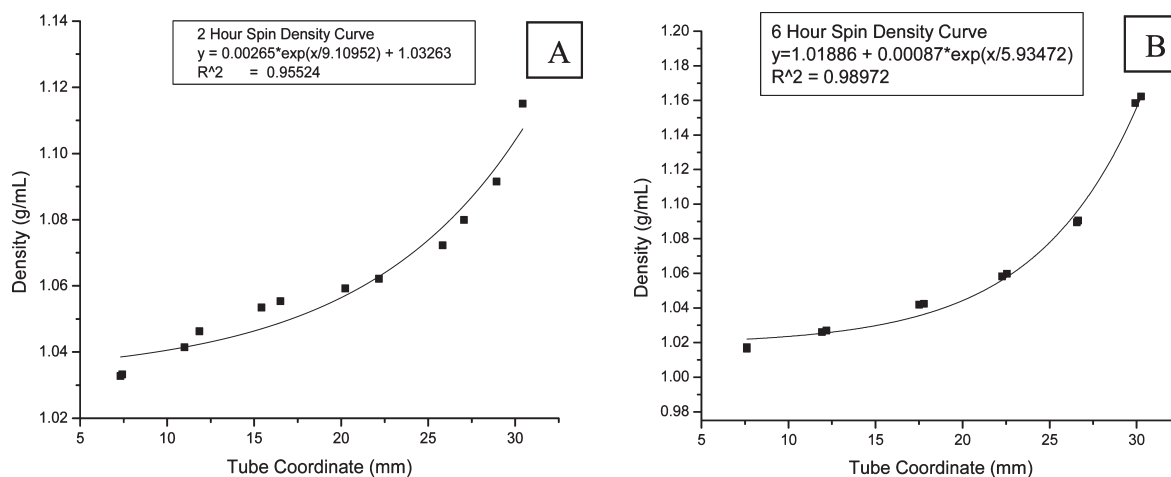 2 Hour Spin Density Curve
y = 0.00265*exp(x/9.10952) + 1.03263
R^2 = 0.95524
A
1.14
1.12
1.10
1.08
1.06
1.04
1.02
Density (g/mL)
5 10 15 20 25 30
Tube Coordinate (mm)
6 Hour Spin Density Curve
y=1.01886 + 0.00087*exp(x/5.93472)
R^2 = 0.98972
B
1.20
1.18
1.16
1.14
1.12
1.10
1.08
1.06
1.04
1.02
1.00
0.98
Density (g/mL)
5 10 15 20 25 30
Tube Coordinate (mm)